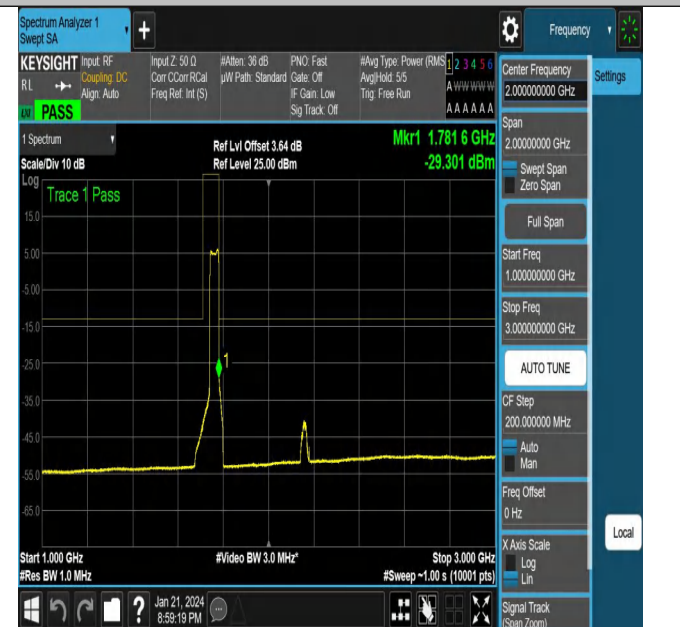 Spectrum Analyzer 1
Swept SA
+
Frequency
KEYSIGHT
Input: RF
Coupling: DC
Align: Auto
RL
LXI
PASS
Input Z: 50 Ω
Corr CCorr RCal
Freq Ref: Int (S)
#Atten: 36 dB
µW Path: Standard
PNO: Fast
Gate: Off
IF Gain: Low
Sig Track: Off
#Avg Type: Power (RMS
Avg|Hold: 5/5
Trig: Free Run
1 2 3 4 5 6
A W W W W W
A A A A A A
1 Spectrum
Scale/Div 10 dB
Ref Lvl Offset 3.64 dB
Ref Level 25.00 dBm
Mkr1 1.781 6 GHz
-29.301 dBm
Log
Trace 1 Pass
15.0
5.00
-5.00
-15.0
-25.0
-35.0
-45.0
-55.0
-65.0
1
Start 1.000 GHz
#Res BW 1.0 MHz
#Video BW 3.0 MHz*
Stop 3.000 GHz
#Sweep ~1.00 s (10001 pts)
?
Jan 21, 2024
8:59:19 PM
Center Frequency
2.000000000 GHz
Settings
Span
2.00000000 GHz
Swept Span
Zero Span
Full Span
Start Freq
1.000000000 GHz
Stop Freq
3.000000000 GHz
AUTO TUNE
CF Step
200.000000 MHz
Auto
Man
Freq Offset
0 Hz
X Axis Scale
Log
Lin
Local
Signal Track
(Span Zoom)